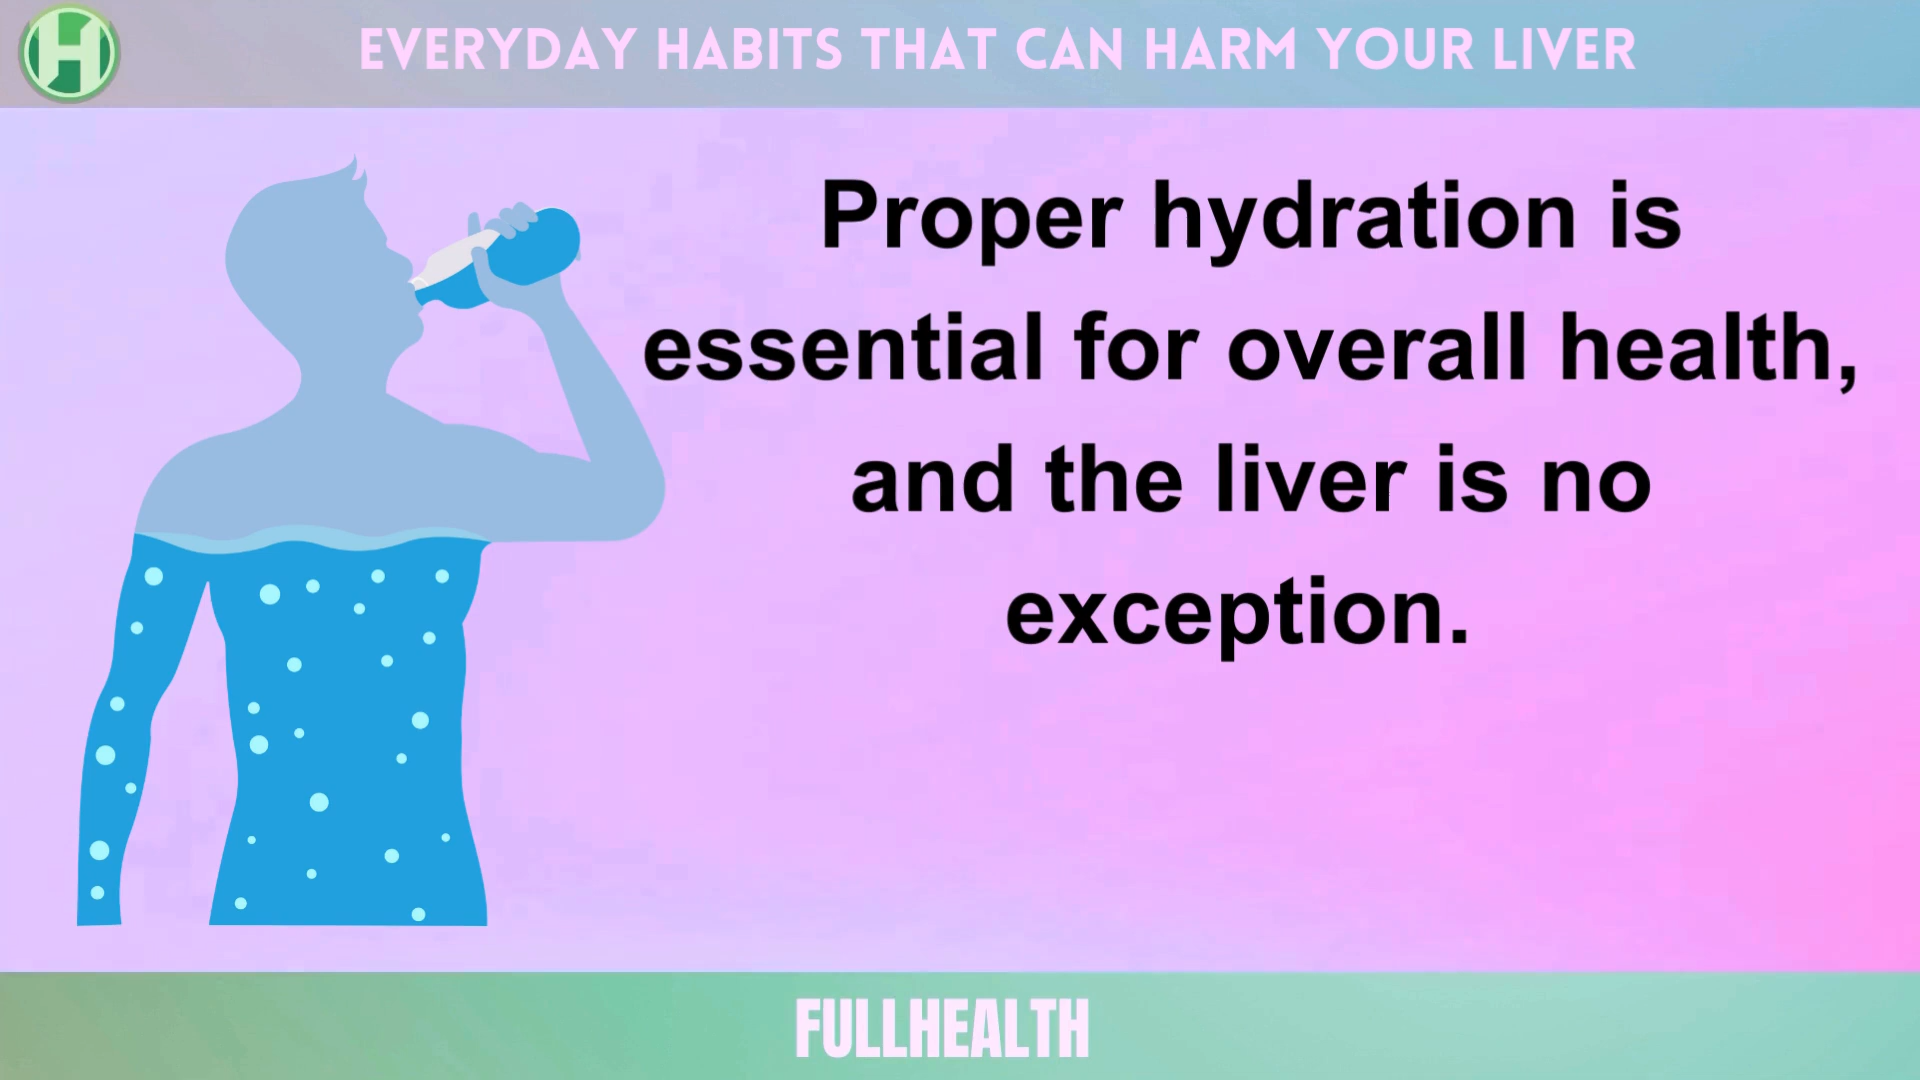 EVERYDAY HABITS THAT CAN HARM YOUR LIVER
Proper hydration is
essential for overall health,
and the liver is no
exception.
FULLHEALTH